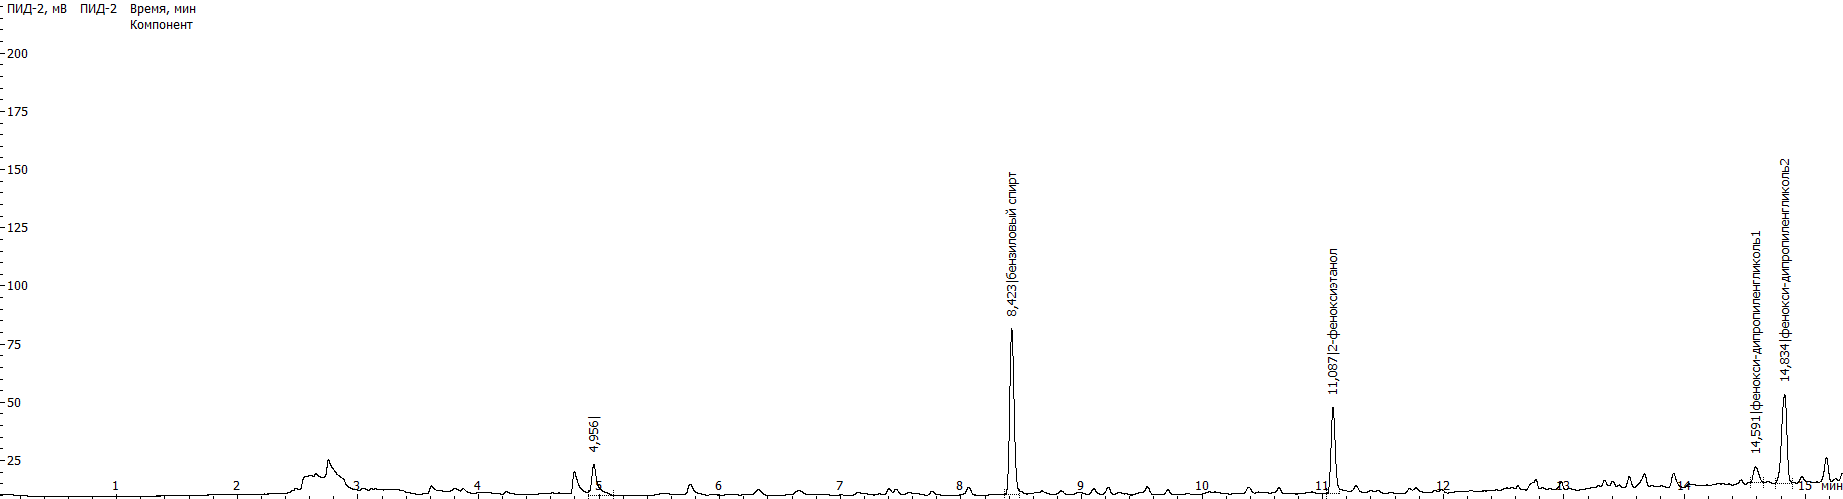 ПИД-2, мВ ПИД-2 Время, мин
Компонент
200
175
150
125
100
75
50
25
4,956|
8,423|бензиловый спирт
11,087|2-феноксиэтанол
14,591|фенокси-дипропиленгликоль1
14,834|фенокси-дипропиленгликоль2
1 2 3 4 5 6 7 8 9 10 11 12 13 14 15 мин